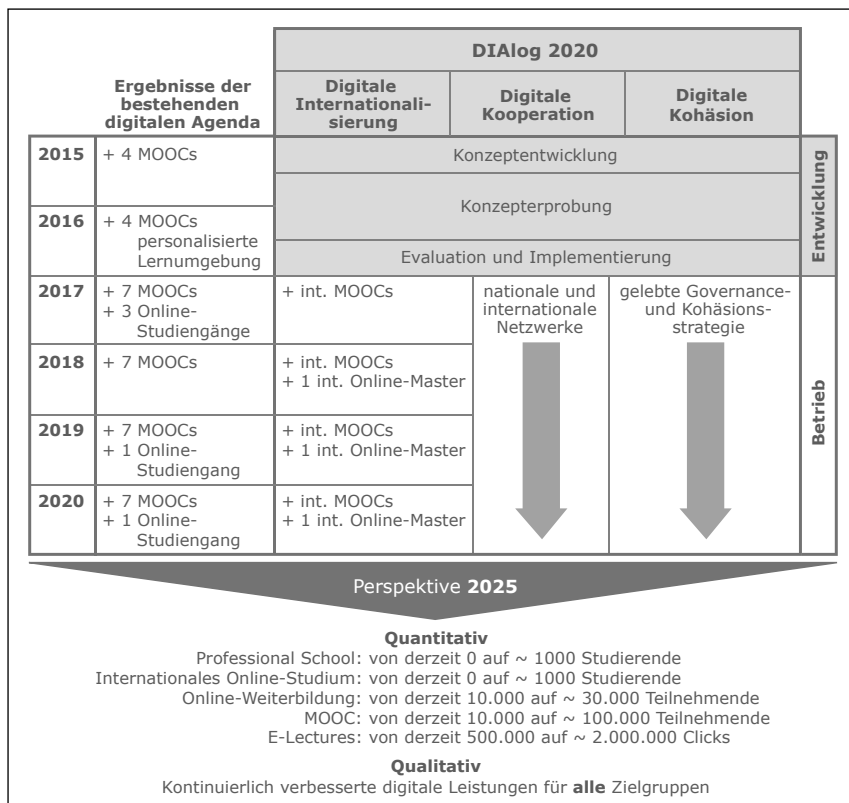 DIAlog 2020
Ergebnisse der
bestehenden
digitalen Agenda
Digitale
Internationali-
sierung
Digitale
Kooperation
Digitale
Kohäsion
2015
+ 4 MOOCs
Konzeptentwicklung
Konzepterprobung
2016
+ 4 MOOCs
personalisierte
Lernumgebung
Evaluation und Implementierung
Entwicklung
2017
+ 7 MOOCs
+ 3 Online-
Studiengänge
+ int. MOOCs
nationale und
internationale
Netzwerke
gelebte Governance-
und Kohäsions-
strategie
2018
+ 7 MOOCs
+ int. MOOCs
+ 1 int. Online-Master
2019
+ 7 MOOCs
+ 1 Online-
Studiengang
+ int. MOOCs
+ 1 int. Online-Master
2020
+ 7 MOOCs
+ 1 Online-
Studiengang
+ int. MOOCs
+ 1 int. Online-Master
Betrieb
Perspektive 2025
Quantitativ
Professional School: von derzeit 0 auf ~ 1000 Studierende
Internationales Online-Studium: von derzeit 0 auf ~ 1000 Studierende
Online-Weiterbildung: von derzeit 10.000 auf ~ 30.000 Teilnehmende
MOOC: von derzeit 10.000 auf ~ 100.000 Teilnehmende
E-Lectures: von derzeit 500.000 auf ~ 2.000.000 Clicks
Qualitativ
Kontinuierlich verbesserte digitale Leistungen für alle Zielgruppen